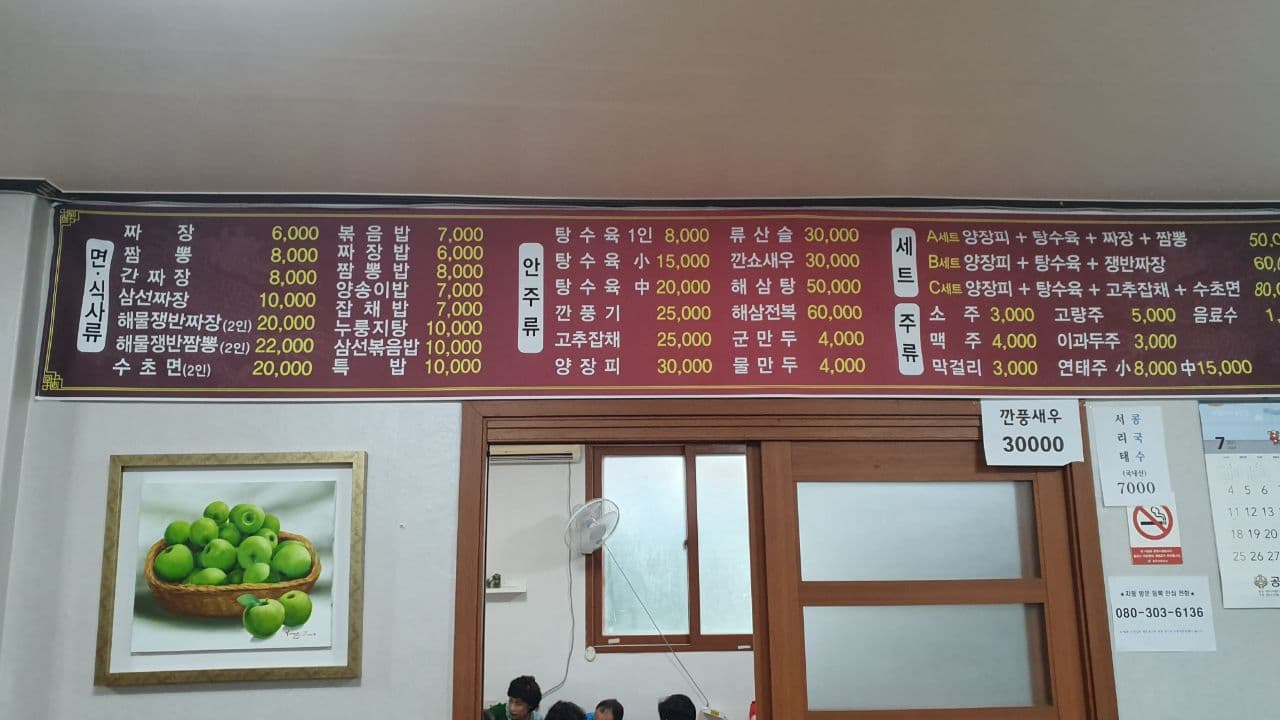 면·식사류
짜 장 6,000
짬 뽕 8,000
간짜장 8,000
삼선짜장 10,000
해물쟁반짜장(2인) 20,000
해물쟁반짬뽕(2인) 22,000
수초면(2인) 20,000
볶음밥 7,000
짜장밥 6,000
짬뽕밥 8,000
양송이밥 7,000
잡채밥 7,000
누룽지탕 10,000
삼선볶음밥 10,000
특 밥 10,000
안주류
탕수육 1인 8,000
탕수육 小 15,000
탕수육 中 20,000
깐풍기 25,000
고추잡채 25,000
양장피 30,000
류산슬 30,000
깐쇼새우 30,000
해삼탕 50,000
해삼전복 60,000
군만두 4,000
물만두 4,000
세트
A세트 양장피 + 탕수육 + 짜장 + 짬뽕 50,0
B세트 양장피 + 탕수육 + 쟁반짜장 60,
C세트 양장피 + 탕수육 + 고추잡채 + 수초면 80,0
주류
소 주 3,000 고량주 5,000 음료수 1,
맥 주 4,000 이과두주 3,000
막걸리 3,000 연태주 小 8,000 中 15,000
깐풍새우
30000
서리태
콩국수
(국내산)
7000
7
4 5 6
11 12 13
18 19 20
25 26 27
공
080-303-6136